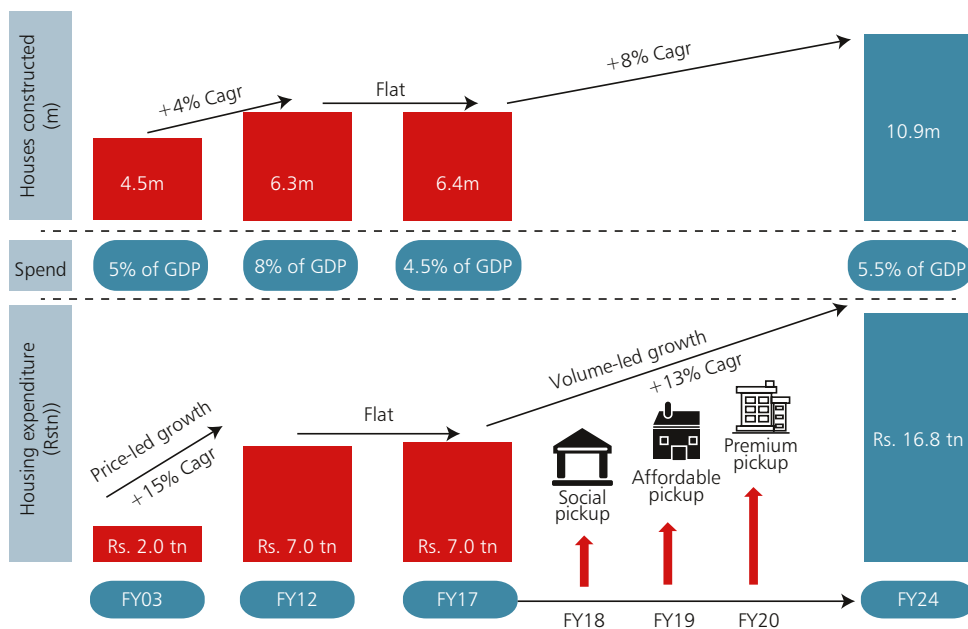 Houses constructed
(m)
+4% Cagr
Flat
+8% Cagr
4.5m
6.3m
6.4m
10.9m
Spend
5% of GDP
8% of GDP
4.5% of GDP
5.5% of GDP
Housing expenditure
(Rstn))
Price-led growth
+15% Cagr
Flat
Volume-led growth
+13% Cagr
Social
pickup
Affordable
pickup
Premium
pickup
Rs. 2.0 tn
Rs. 7.0 tn
Rs. 7.0 tn
Rs. 16.8 tn
FY03
FY12
FY17
FY18
FY19
FY20
FY24